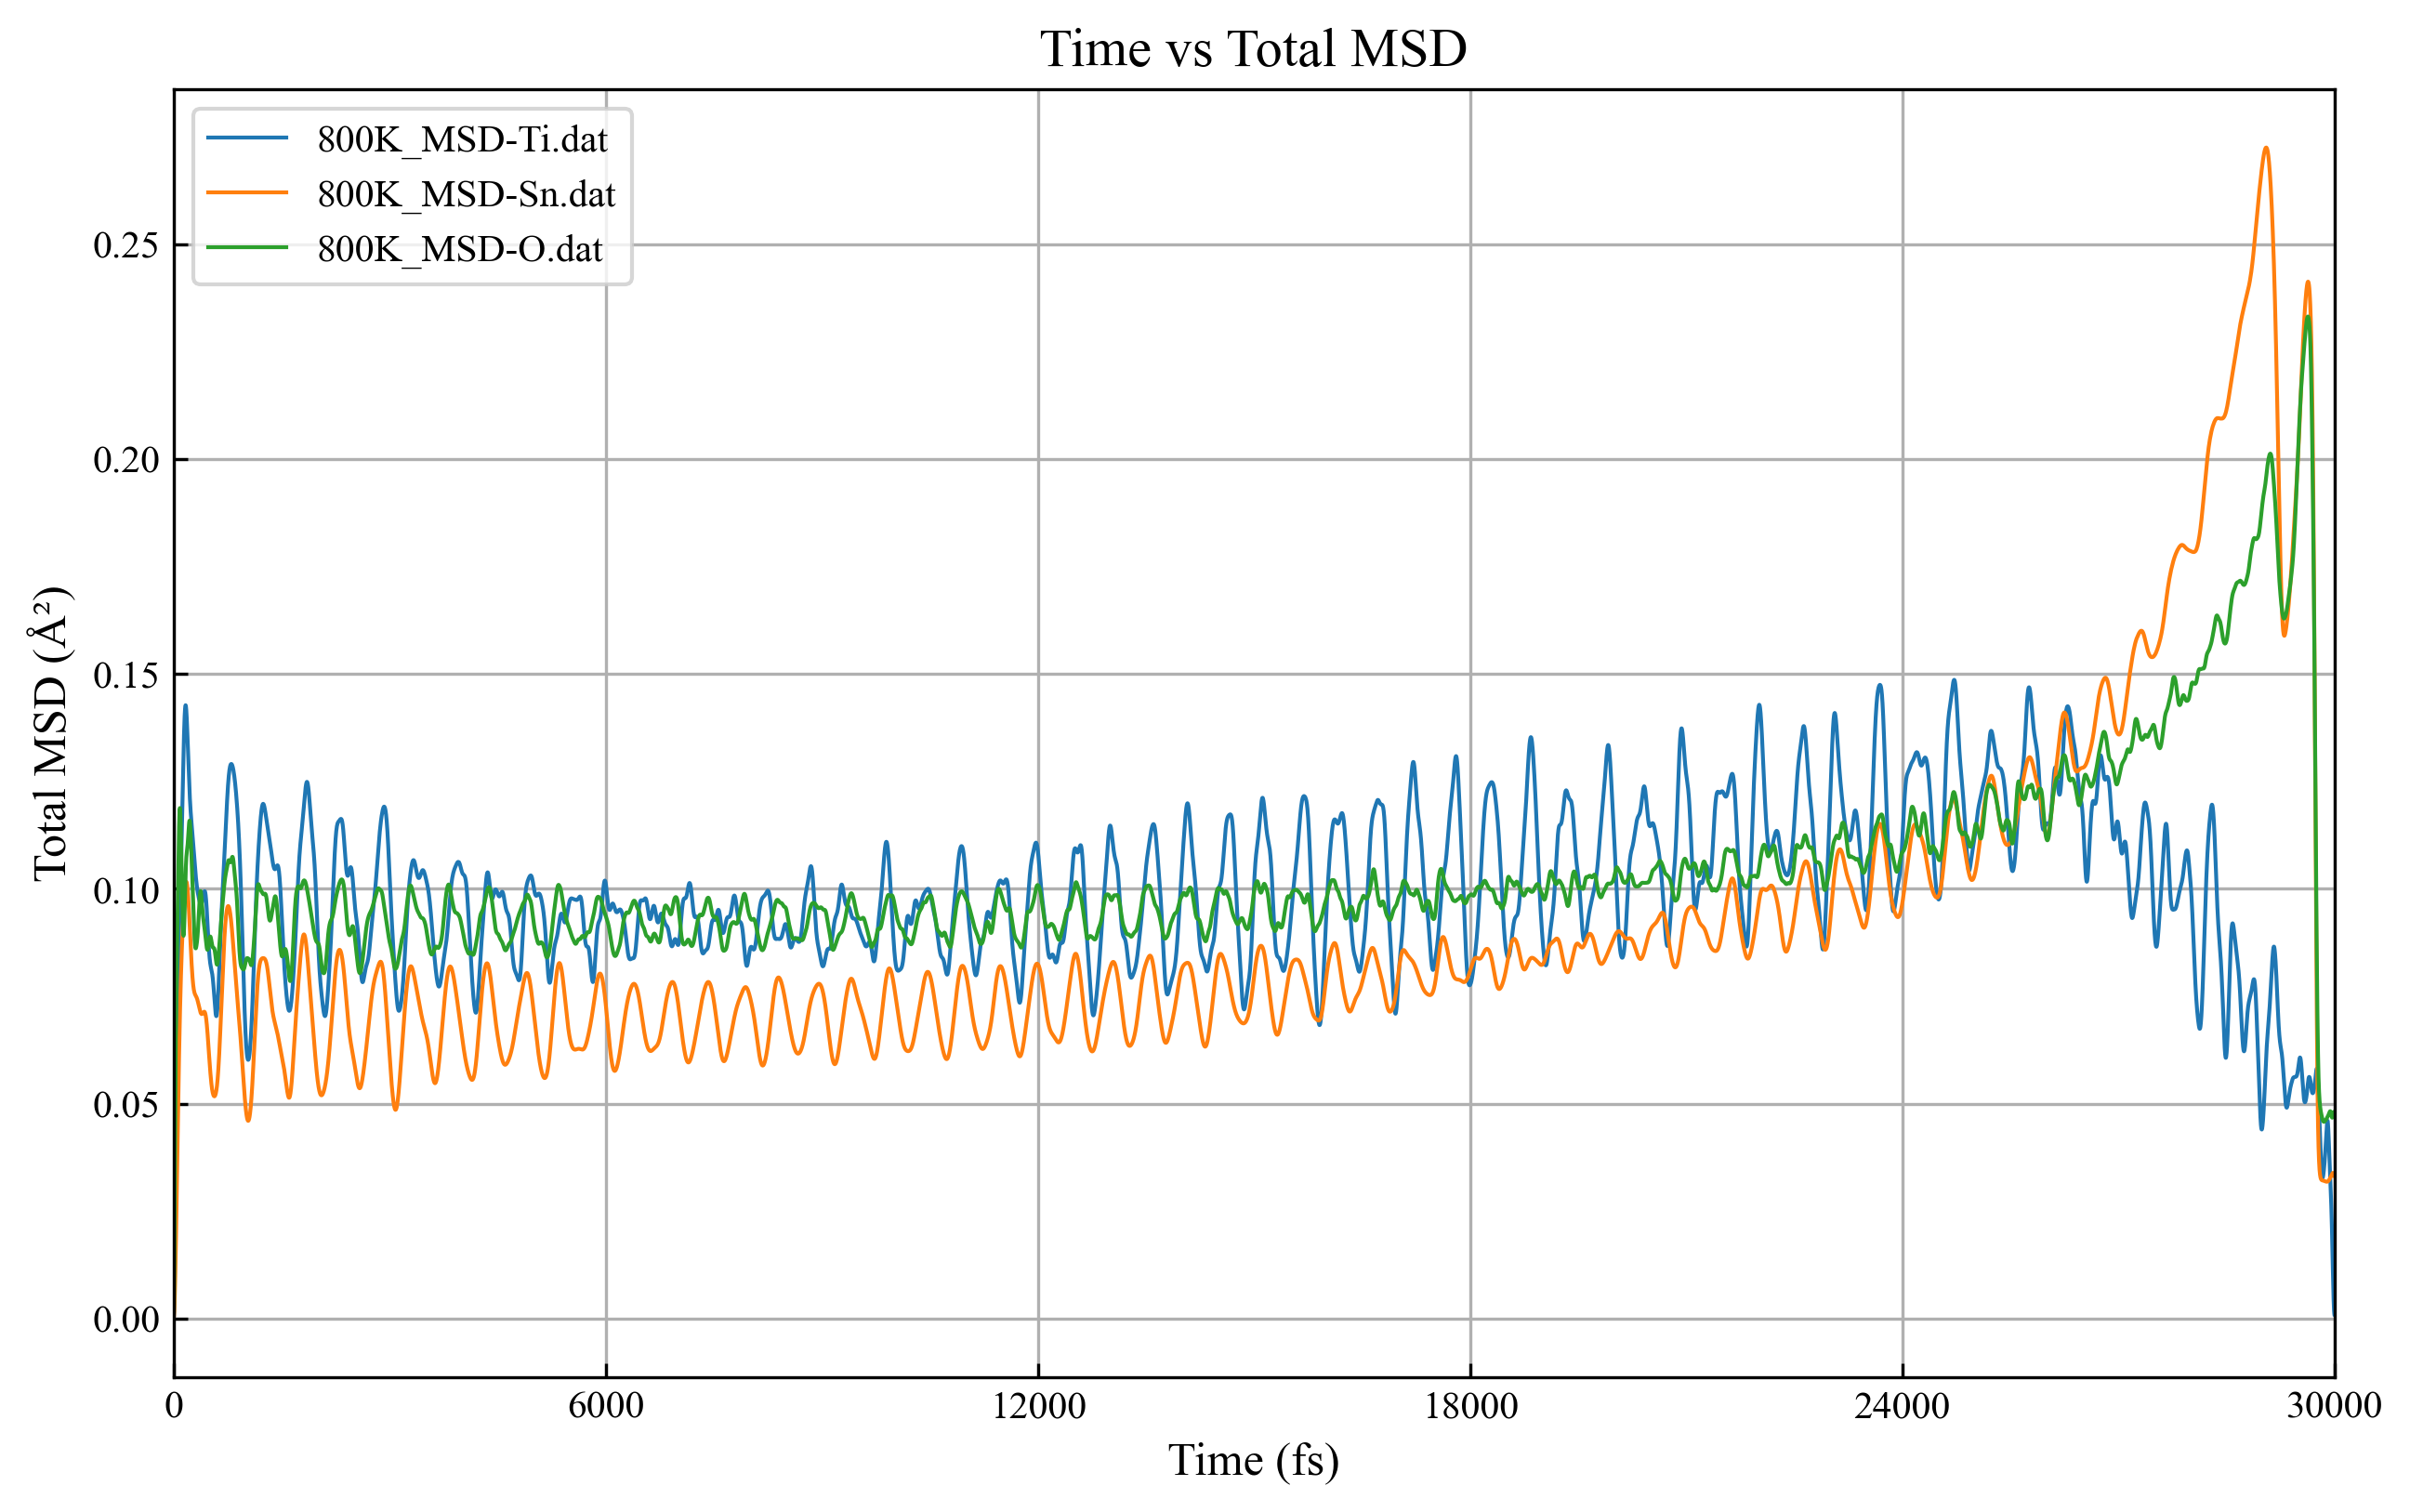 Time vs Total MSD
800K_MSD-Ti.dat
800K_MSD-Sn.dat
800K_MSD-O.dat
Total MSD (Å²)
0.25
0.20
0.15
0.10
0.05
0.00
0 6000 12000 18000 24000 30000
Time (fs)